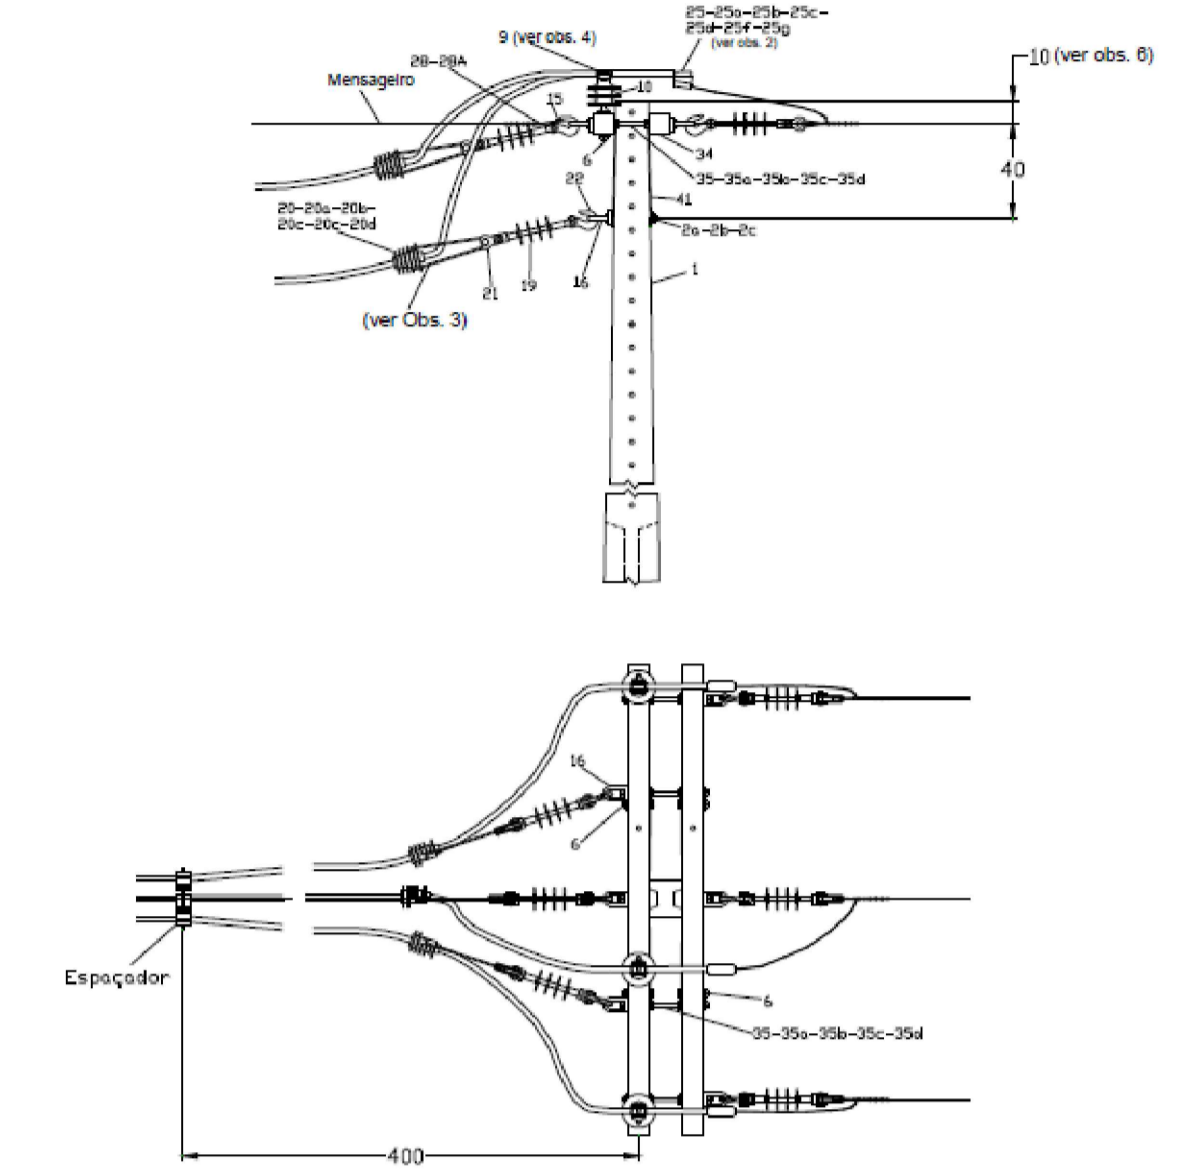 25-25a-25b-25c-
25d-25f-25g
(ver obs. 2)
9 (ver obs. 4)
10 (ver obs. 6)
28-28A
Mensageiro
10
15
6
34
35-35a-35b-35c-35d
40
22
41
20-20a-20b-
20c-20c-20d
2a-2b-2c
1
21
19
16
(ver Obs. 3)
16
6
Espaçador
6
35-35a-35b-35c-35d
400